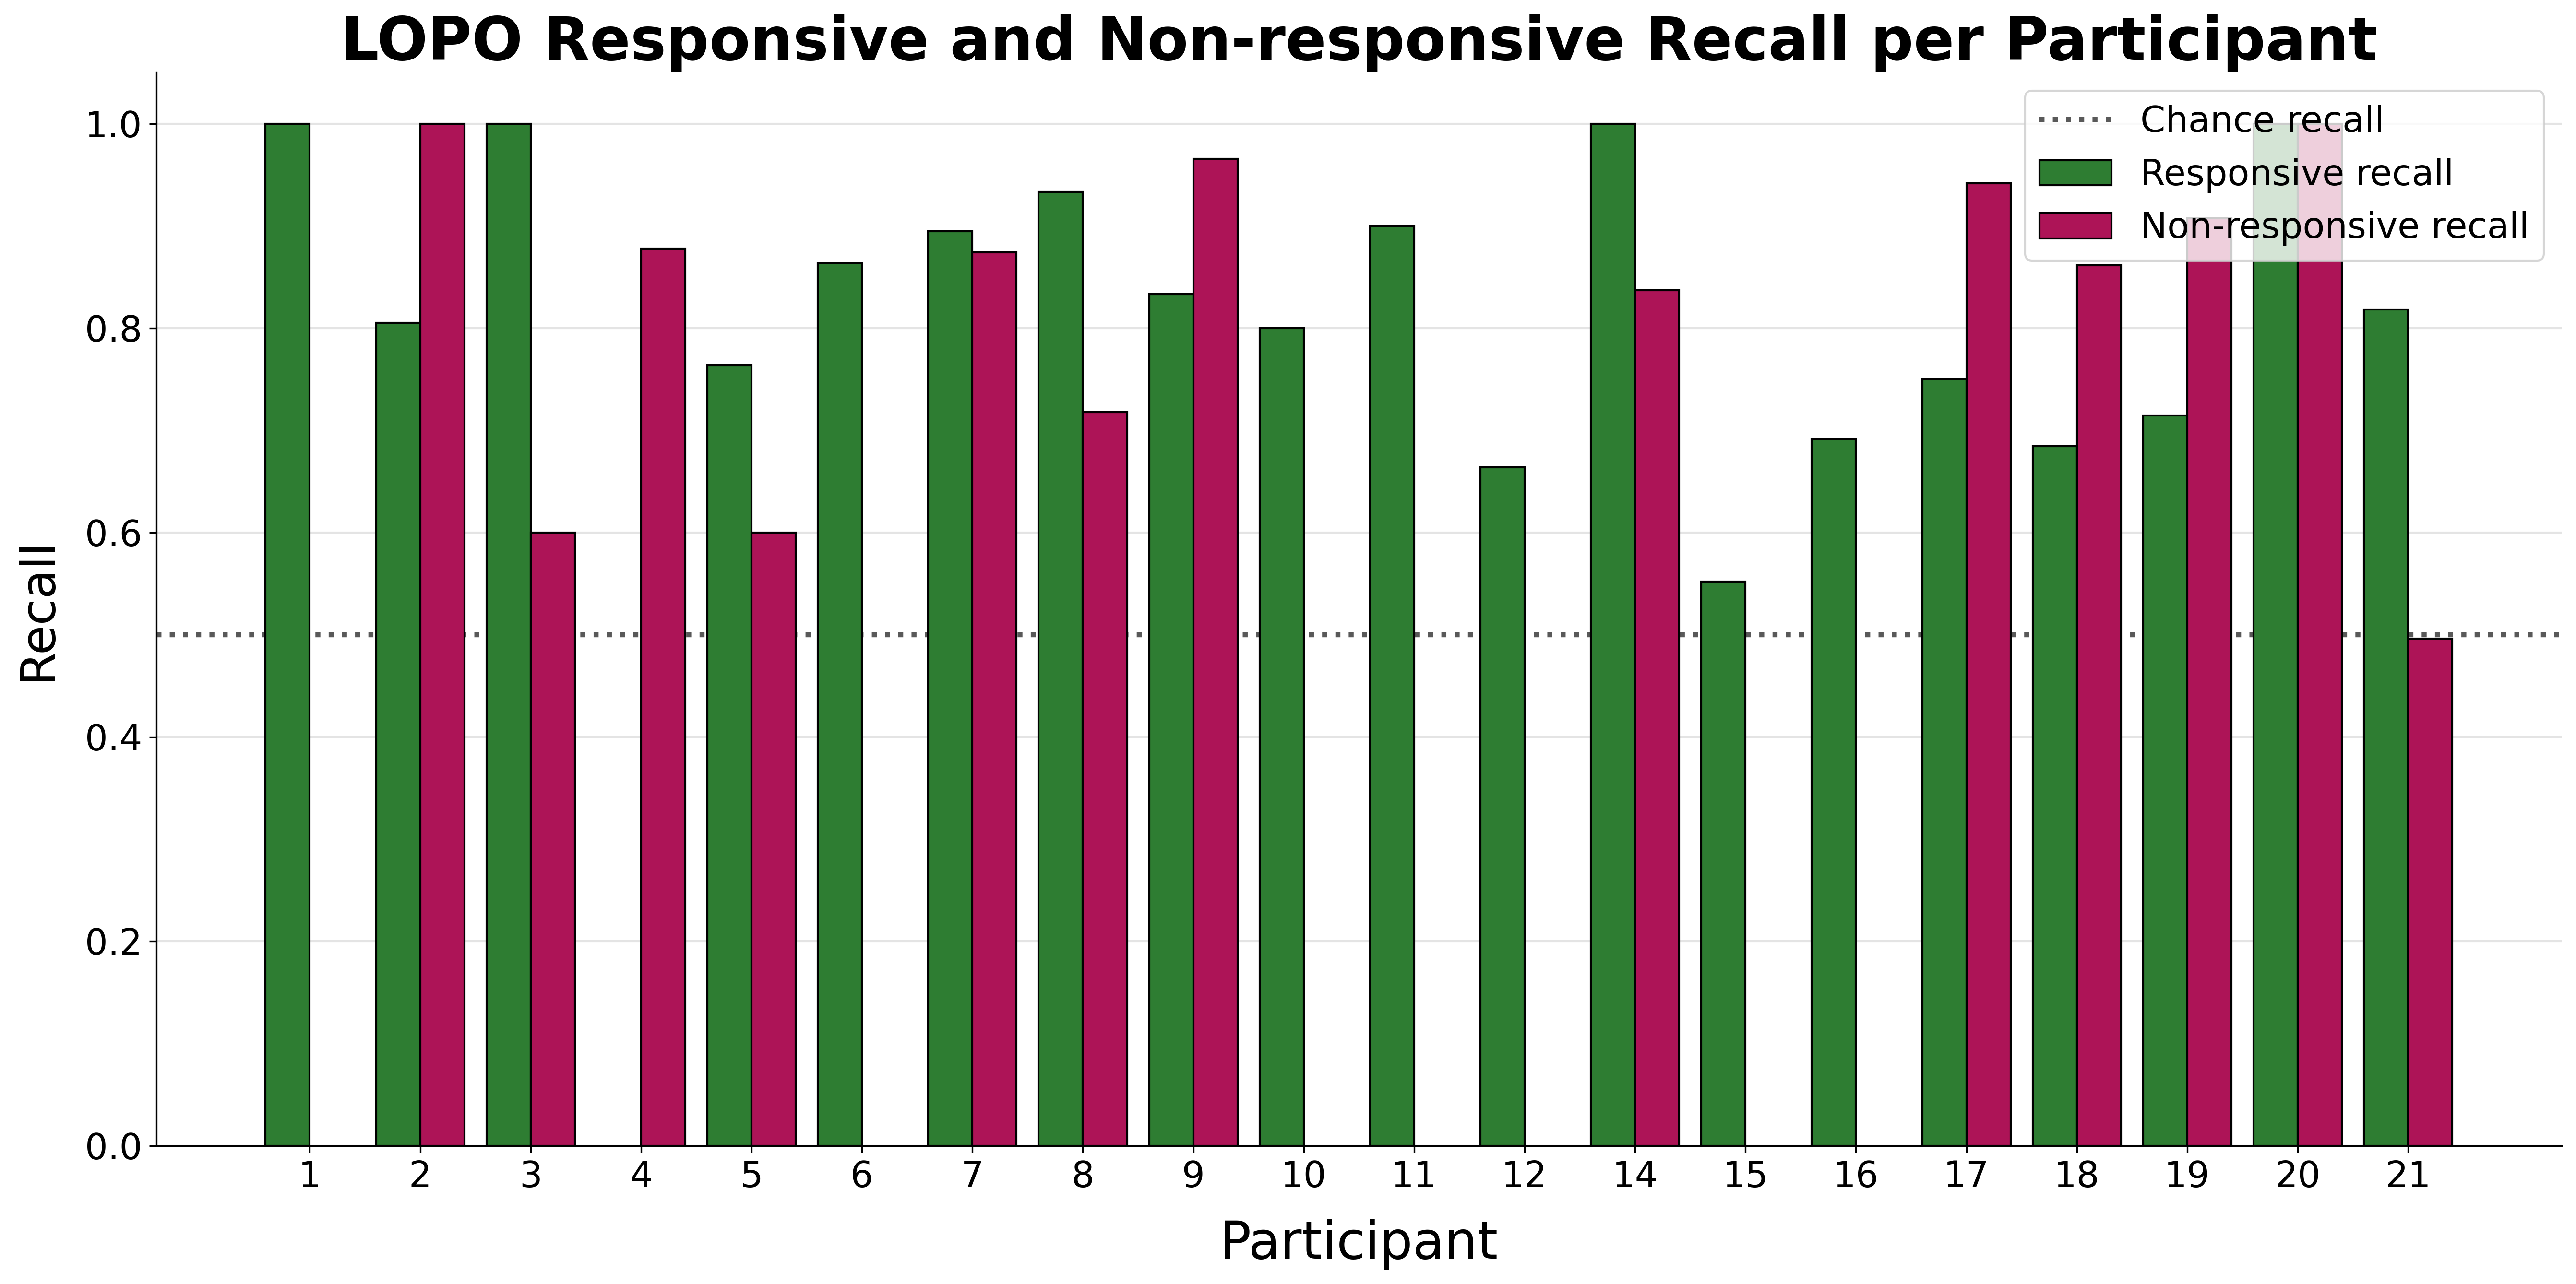 LOPO Responsive and Non-responsive Recall per Participant
Chance recall
Responsive recall
Non-responsive recall
1.0
0.8
0.6
0.4
0.2
0.0
Recall
1 2 3 4 5 6 7 8 9 10 11 12 14 15 16 17 18 19 20 21
Participant